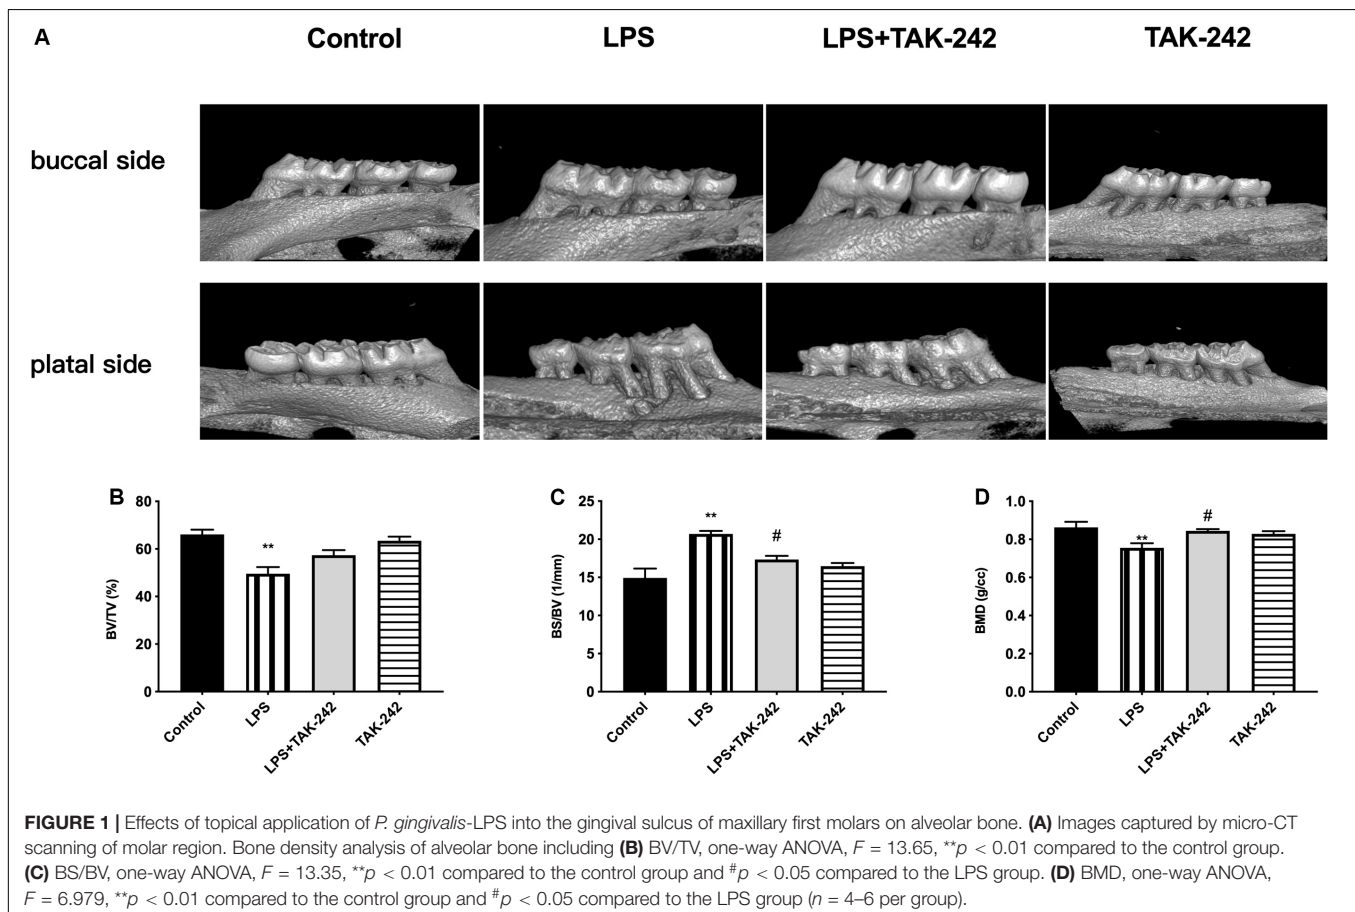 A
Control
LPS
LPS+TAK-242
TAK-242
buccal side
platal side
B
80
60
40
20
0
BV/TV (%)
**
Control
LPS
LPS+TAK-242
TAK-242
C
25
20
15
10
5
0
BS/BV (1/mm)
**
#
Control
LPS
LPS+TAK-242
TAK-242
D
1.0
0.8
0.6
0.4
0.2
0.0
BMD (g/cc)
**
#
Control
LPS
LPS+TAK-242
TAK-242
FIGURE 1 | Effects of topical application of P. gingivalis-LPS into the gingival sulcus of maxillary first molars on alveolar bone. (A) Images captured by micro-CT
scanning of molar region. Bone density analysis of alveolar bone including (B) BV/TV, one-way ANOVA, F = 13.65, **p < 0.01 compared to the control group.
(C) BS/BV, one-way ANOVA, F = 13.35, **p < 0.01 compared to the control group and #p < 0.05 compared to the LPS group. (D) BMD, one-way ANOVA,
F = 6.979, **p < 0.01 compared to the control group and #p < 0.05 compared to the LPS group (n = 4–6 per group).